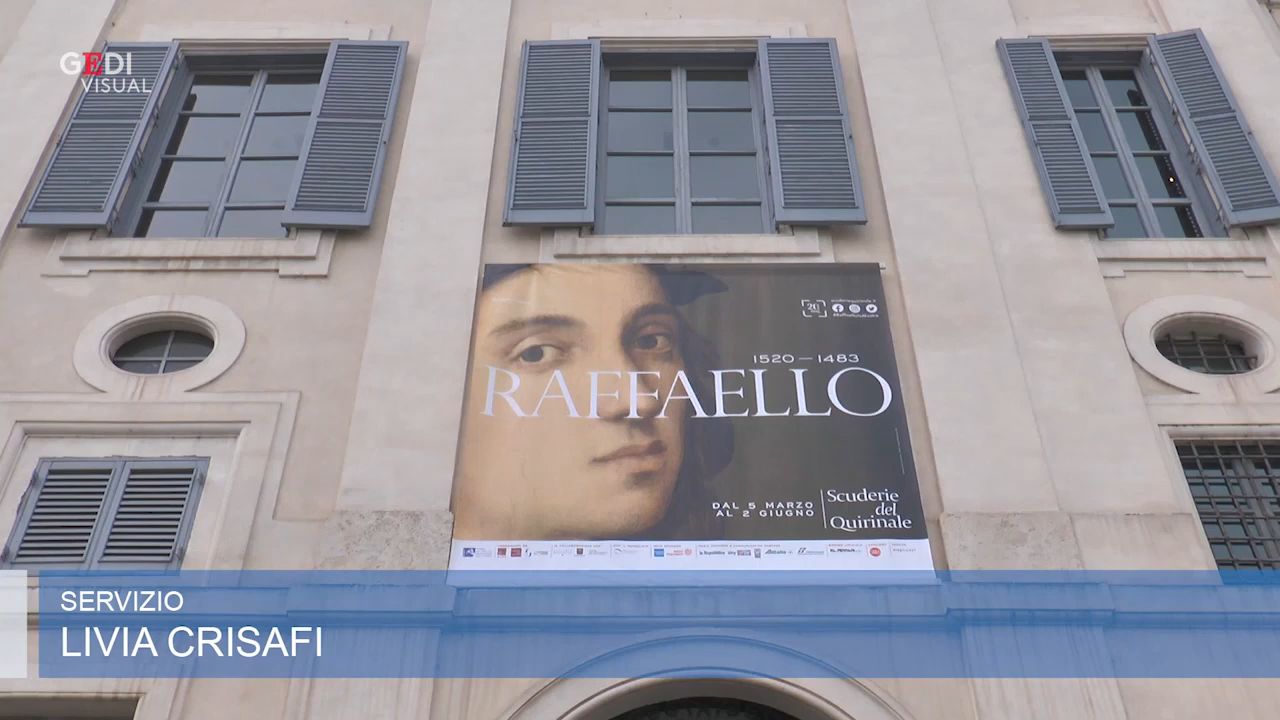 GEDI
VISUAL
1520 — 1483
RAFFAELLO
DAL 5 MARZO
AL 2 GIUGNO
Scuderie
del
Quirinale
SERVIZIO
LIVIA CRISAFI